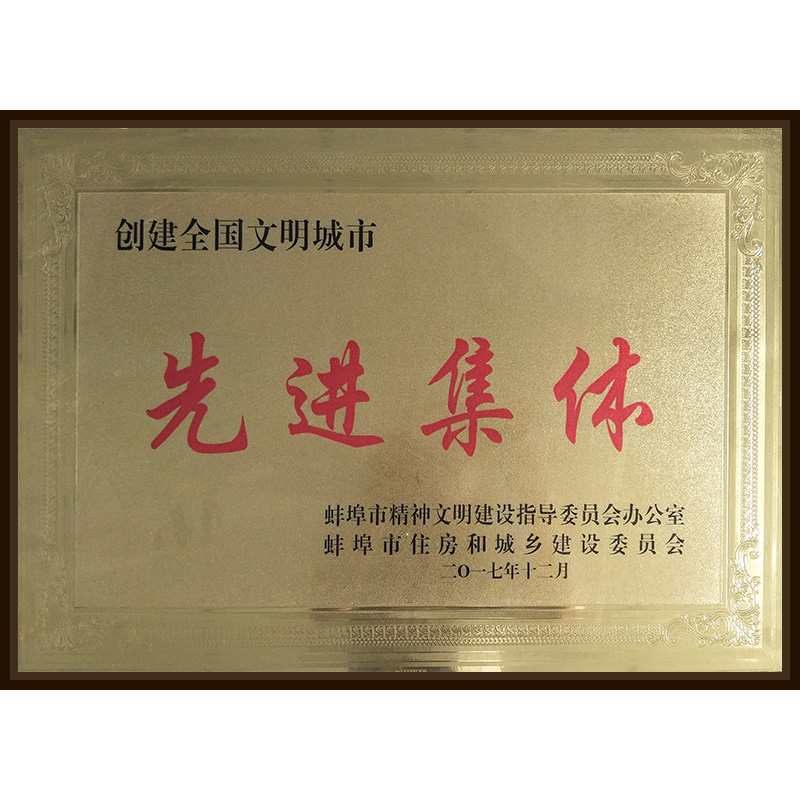 创建全国文明城市
先进集体
蚌埠市精神文明建设指导委员会办公室
蚌埠市住房和城乡建设委员会
二O一七年十二月